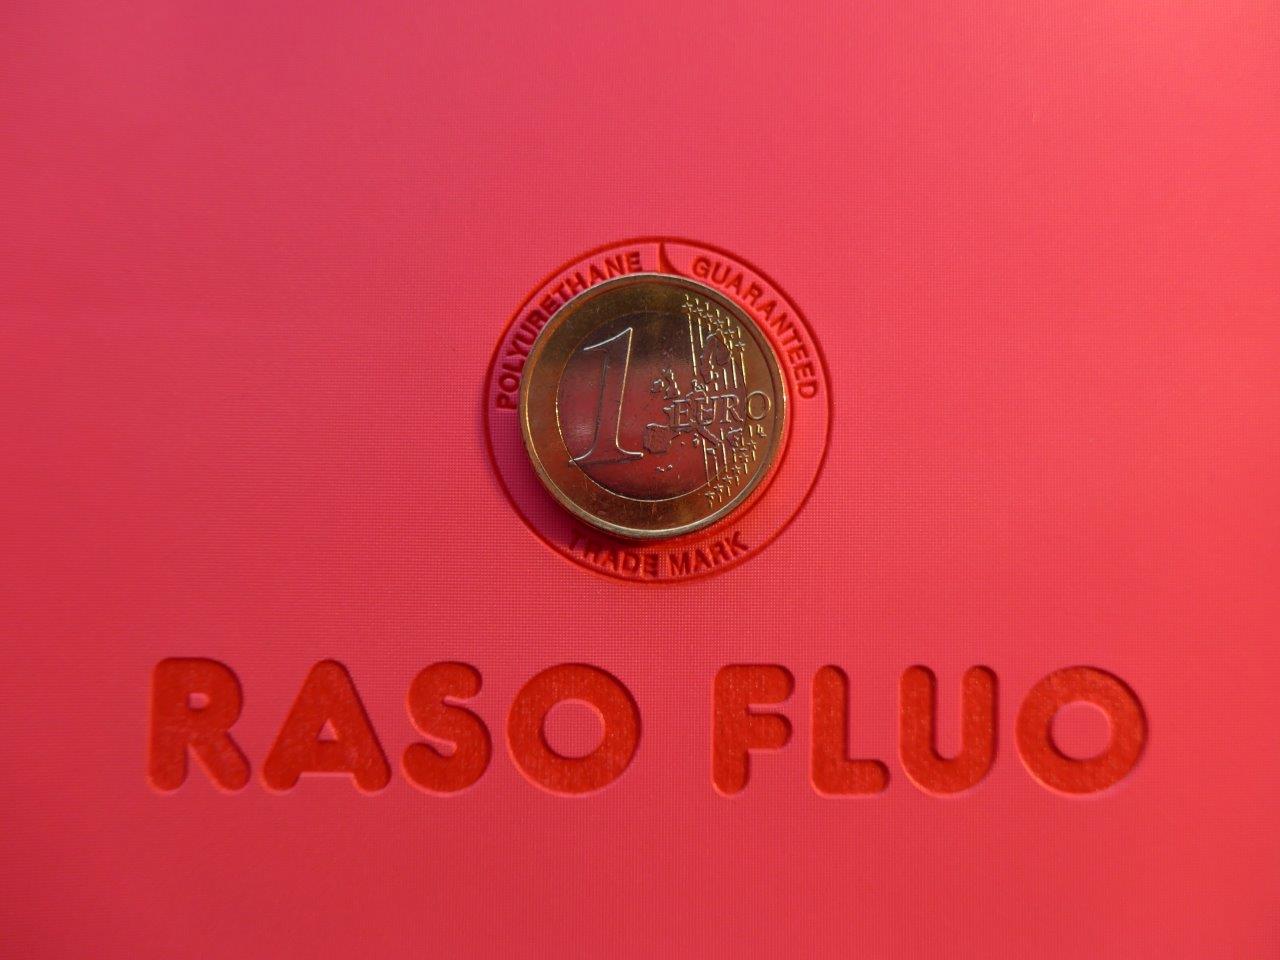 POLYURETHANE GUARANTEED
1 EURO
TRADE MARK
RASO FLUO